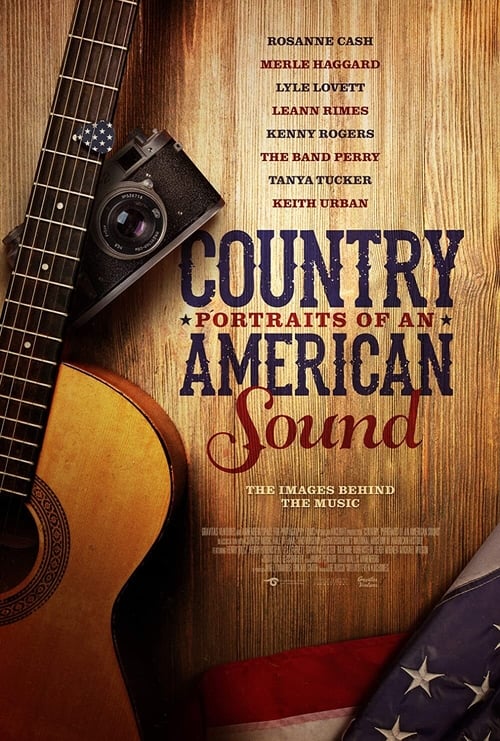 ROSANNE CASH
MERLE HAGGARD
LYLE LOVETT
LEANN RIMES
KENNY ROGERS
THE BAND PERRY
TANYA TUCKER
KEITH URBAN
COUNTRY
PORTRAITS OF AN
AMERICAN
Sound
THE IMAGES BEHIND
THE MUSIC